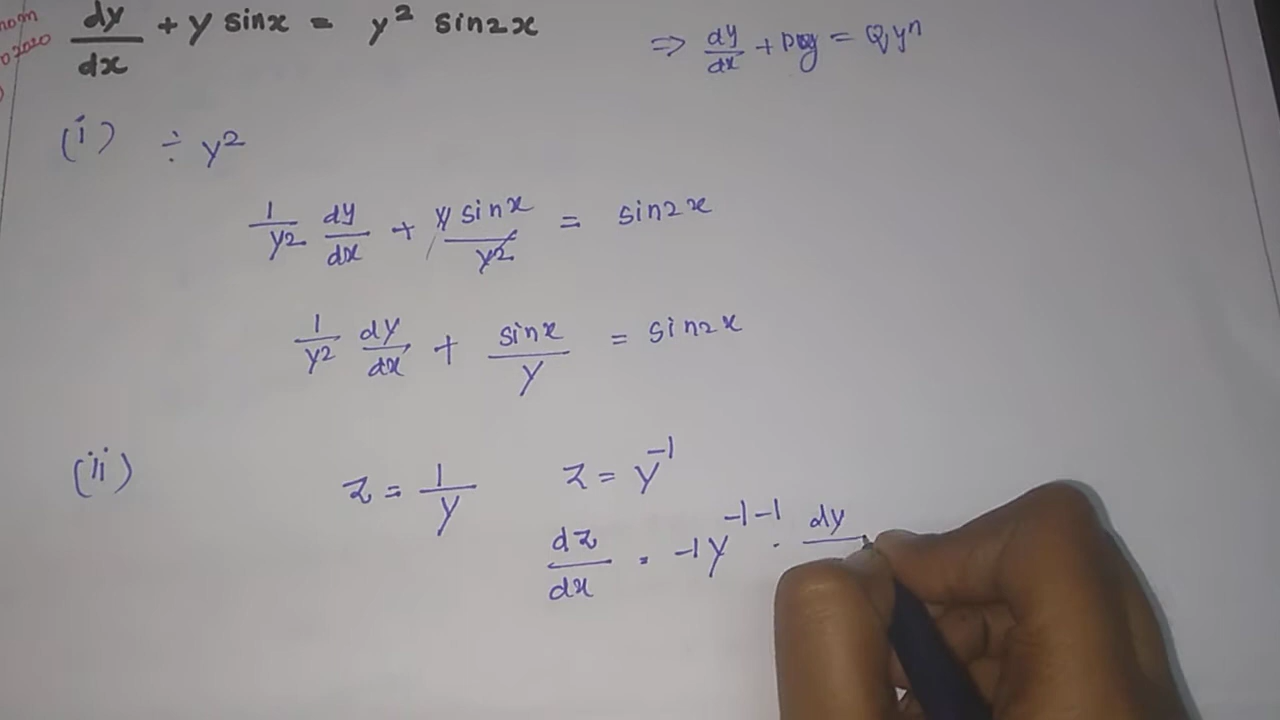 dy/dx + y sinx = y² sin2x
⇒ dy/dx + Py = Qyⁿ
(i) ÷ y²
1/y² dy/dx + y sinx/y² = sin2x
1/y² dy/dx + sinx/y = sin2x
(ii) z = 1/y z = y⁻¹
dz/dx = -1y⁻¹⁻¹ · dy